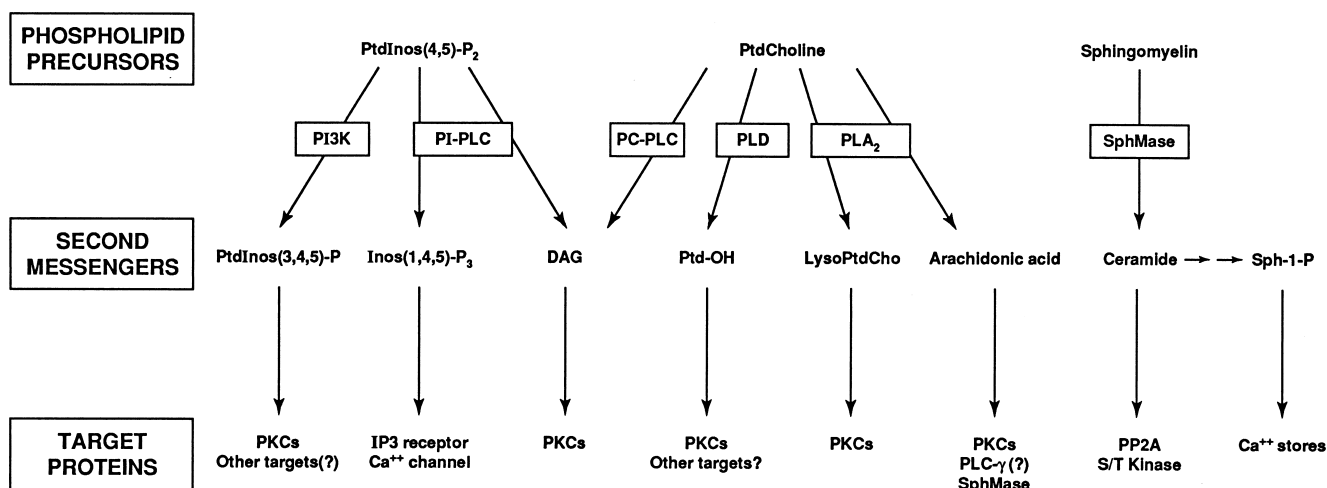 PHOSPHOLIPID
PRECURSORS
PtdInos(4,5)-P₂
PtdCholine
Sphingomyelin
PI3K
PI-PLC
PC-PLC
PLD
PLA₂
SphMase
SECOND
MESSENGERS
PtdInos(3,4,5)-P
Inos(1,4,5)-P₃
DAG
Ptd-OH
LysoPtdCho
Arachidonic acid
Ceramide
Sph-1-P
TARGET
PROTEINS
PKCs
Other targets(?)
IP3 receptor
Ca⁺⁺ channel
PKCs
PKCs
Other targets?
PKCs
PKCs
PLC-γ (?)
SphMase
PP2A
S/T Kinase
Ca⁺⁺ stores